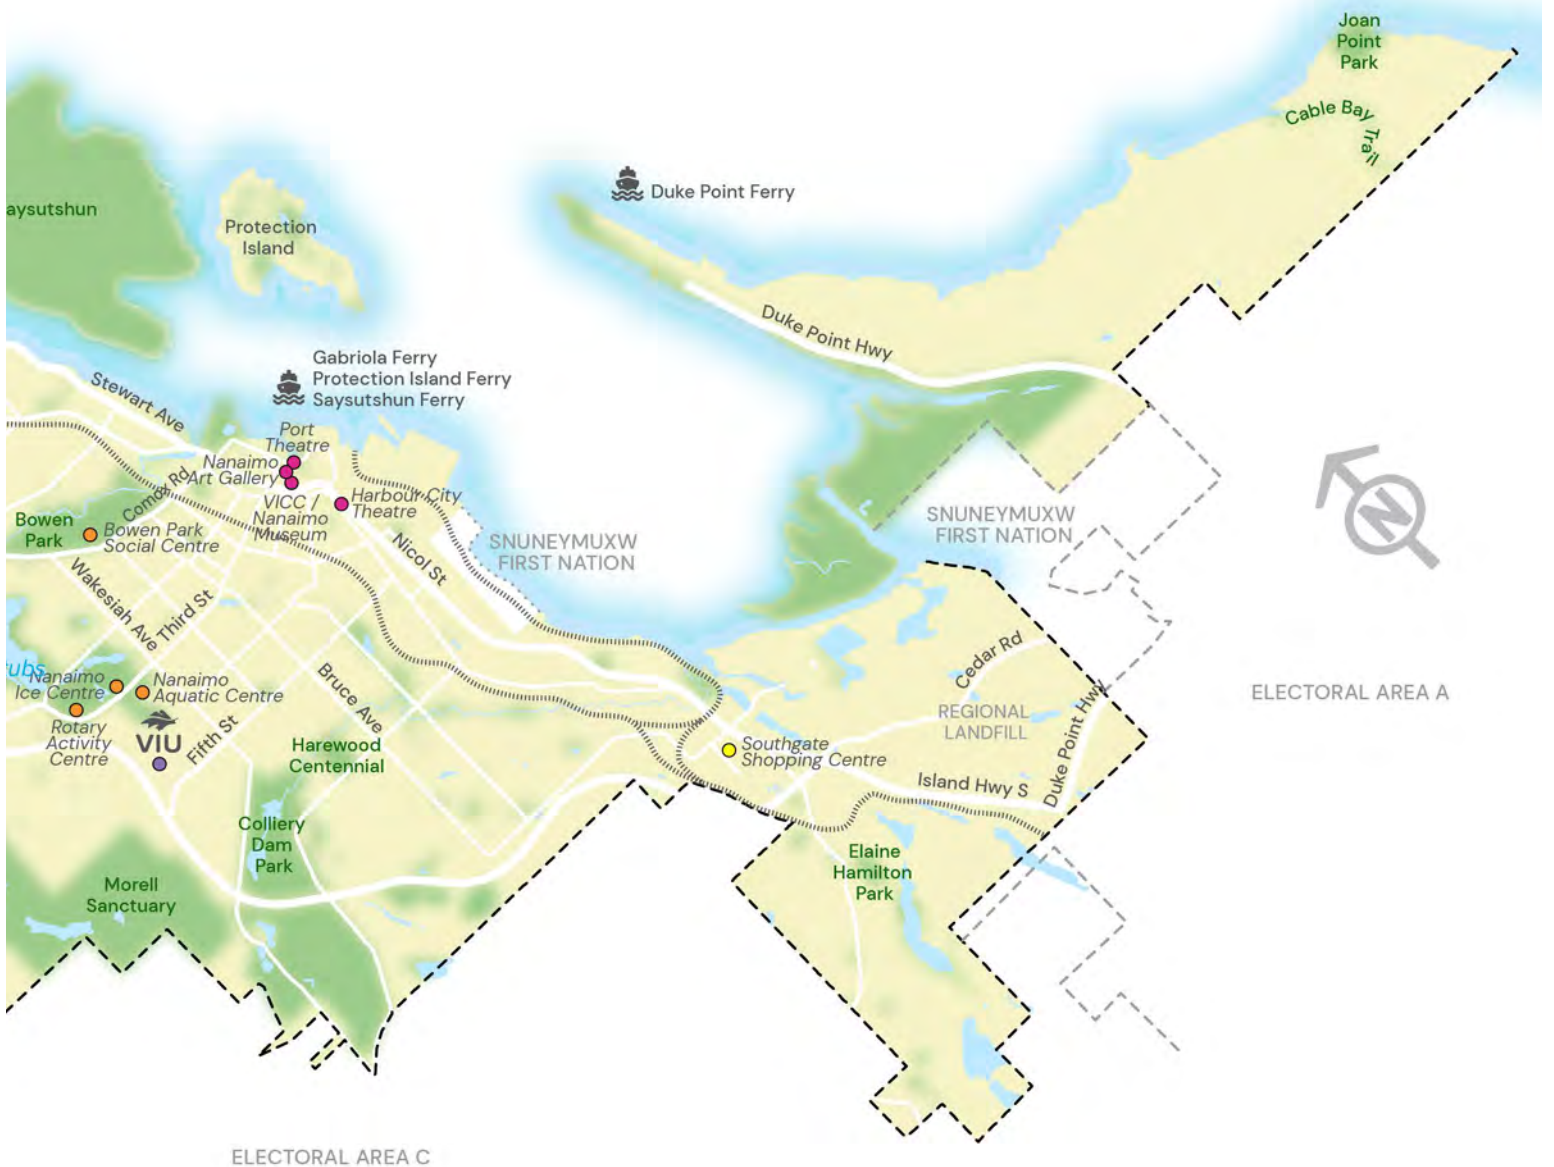 Joan
Point
Park
Cable Bay Trail
Duke Point Ferry
aysutshun
Protection
Island
Duke Point Hwy
Gabriola Ferry
Protection Island Ferry
Saysutshun Ferry
Stewart Ave
Port
Theatre
Nanaimo
Art Gallery
Comox Rd
VICC /
Nanaimo
Museum
Harbour City
Theatre
Bowen
Park
Bowen Park
Social Centre
Nicol St
SNUNEYMUXW
FIRST NATION
SNUNEYMUXW
FIRST NATION
N
Wakesiah Ave
Third St
Cedar Rd
ubs
Nanaimo
Ice Centre
Nanaimo
Aquatic Centre
Bruce Ave
ELECTORAL AREA A
Rotary
Activity
Centre
VIU
Fifth St
REGIONAL
LANDFILL
Duke Point Hwy
Harewood
Centennial
Southgate
Shopping Centre
Island Hwy S
Colliery
Dam
Park
Elaine
Hamilton
Park
Morell
Sanctuary
ELECTORAL AREA C